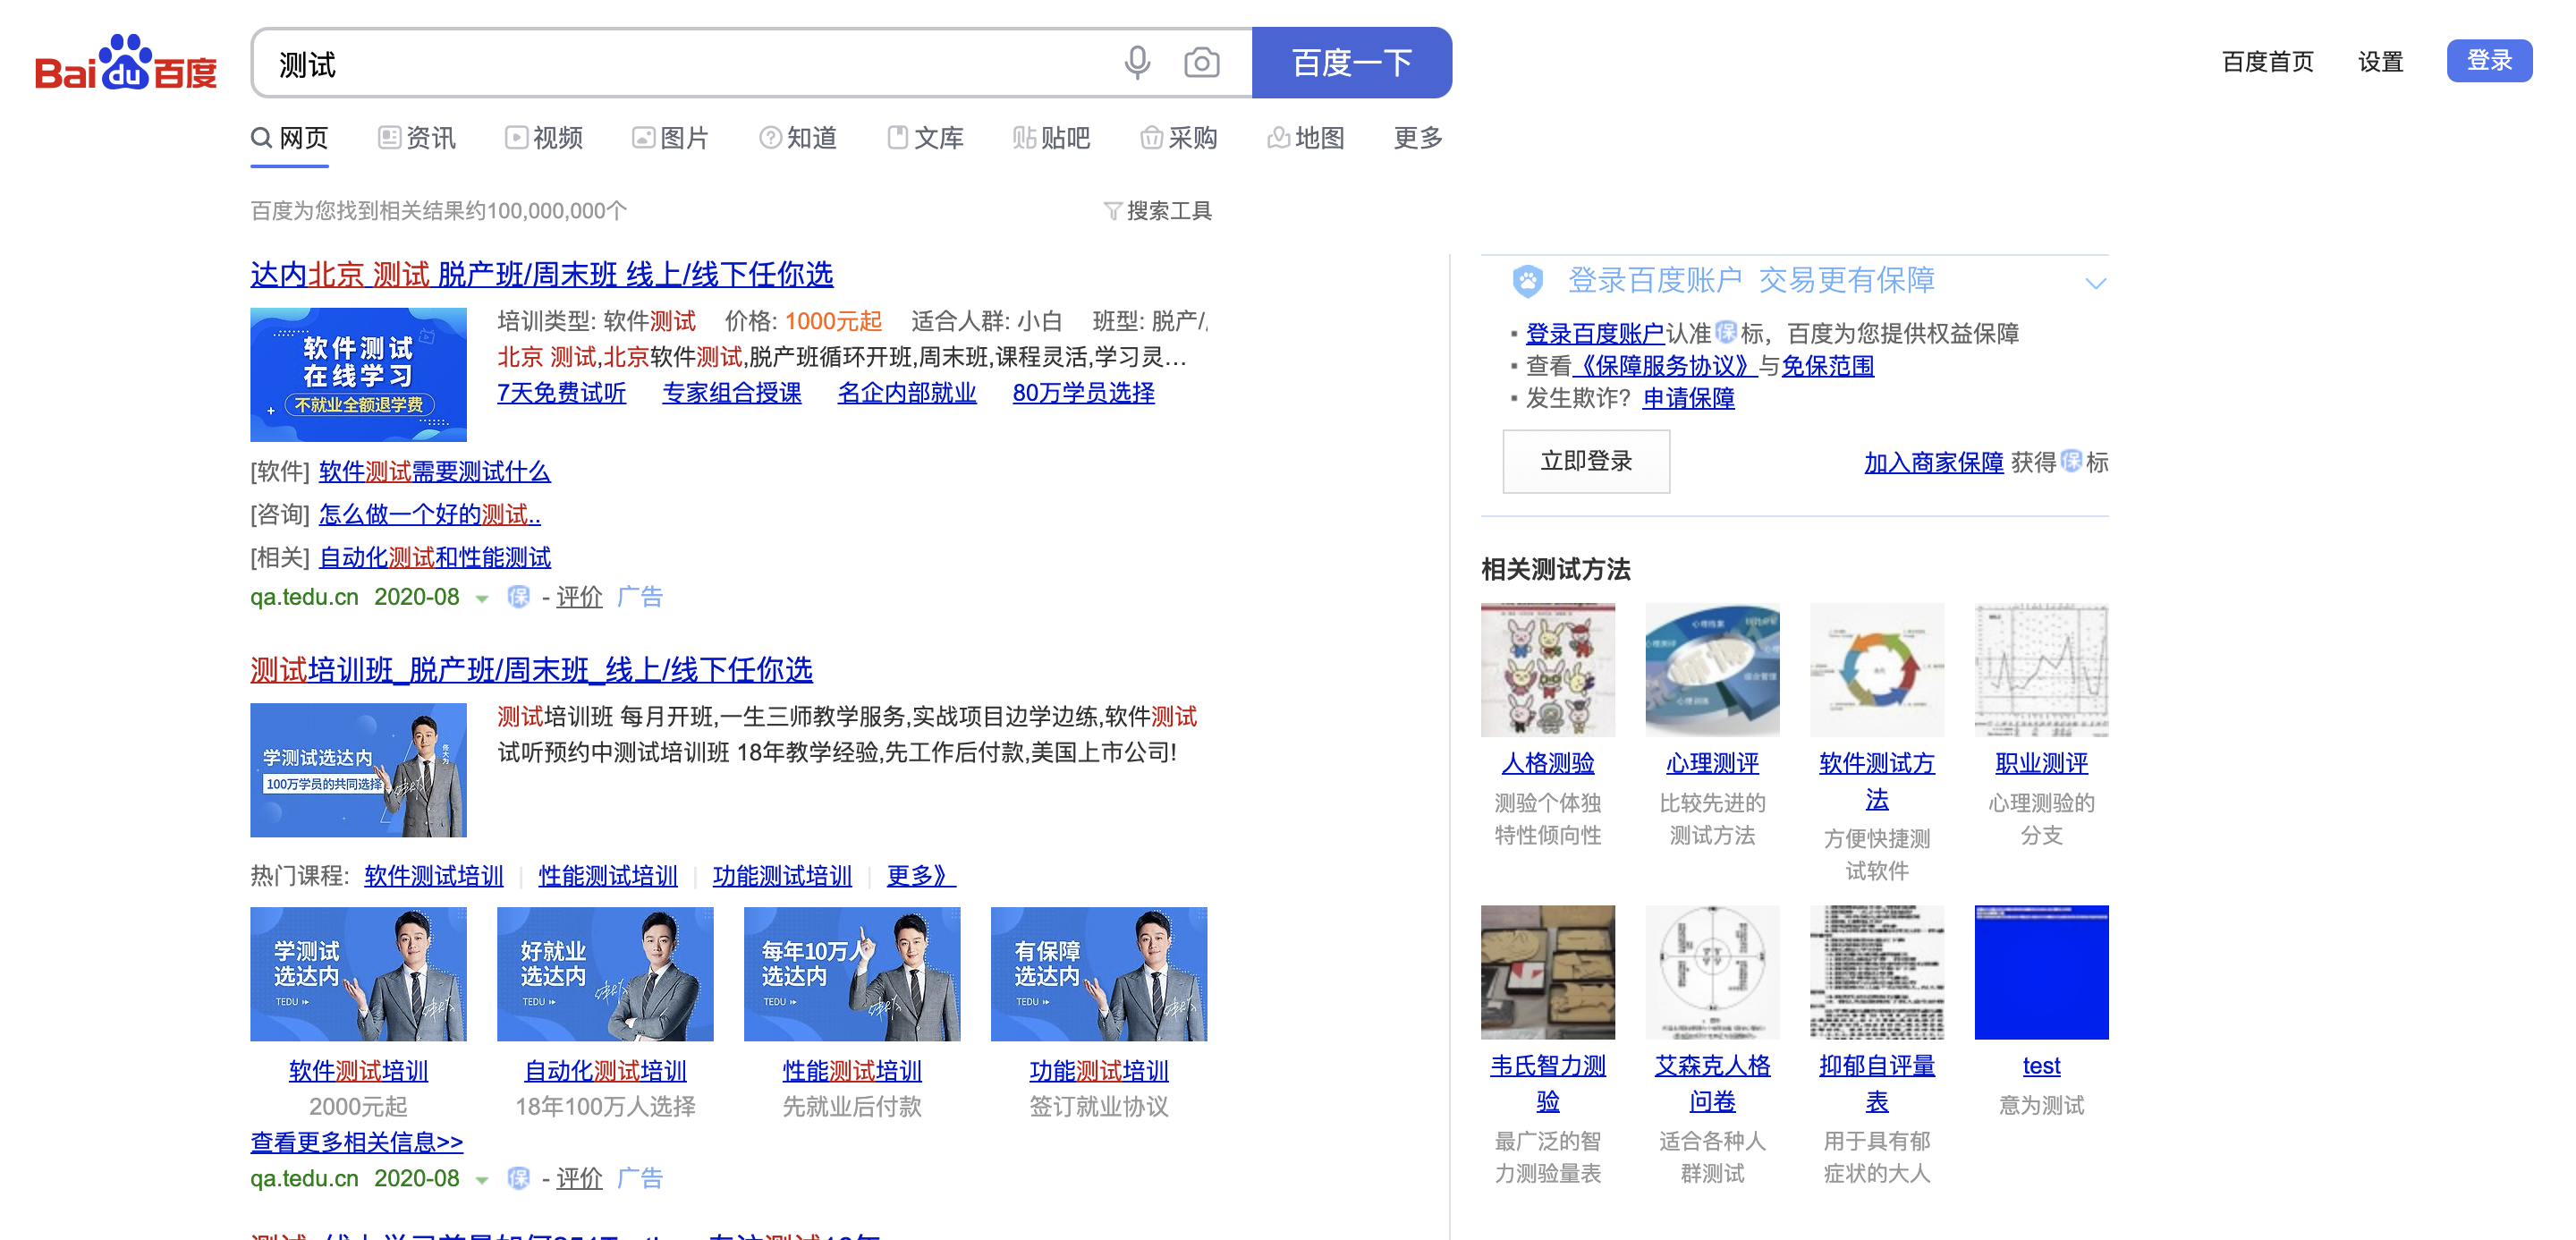 Baidu百度
测试
百度一下
百度首页 设置 登录
网页 资讯 视频 图片 知道 文库 贴吧 采购 地图 更多
百度为您找到相关结果约100,000,000个
搜索工具
达内北京 测试 脱产班/周末班 线上/线下任你选
软件测试
在线学习
不就业全额退学费
培训类型: 软件测试 价格: 1000元起 适合人群: 小白 班型: 脱产/
北京 测试,北京软件测试,脱产班循环开班,周末班,课程灵活,学习灵...
7天免费试听 专家组合授课 名企内部就业 80万学员选择
[软件] 软件测试需要测试什么
[咨询] 怎么做一个好的测试..
[相关] 自动化测试和性能测试
qa.tedu.cn 2020-08 保 - 评价 广告
测试培训班_脱产班/周末班_线上/线下任你选
学测试选达内
100万学员的共同选择
佟大为
测试培训班 每月开班,一生三师教学服务,实战项目边学边练,软件测试
试听预约中测试培训班 18年教学经验,先工作后付款,美国上市公司!
热门课程: 软件测试培训 性能测试培训 功能测试培训 更多》
学测试
选达内
TEDU
好就业
选达内
TEDU
每年10万人
选达内
TEDU
有保障
选达内
TEDU
软件测试培训 自动化测试培训 性能测试培训 功能测试培训
2000元起 18年100万人选择 先就业后付款 签订就业协议
查看更多相关信息>>
qa.tedu.cn 2020-08 保 - 评价 广告
登录百度账户 交易更有保障
登录百度账户认准保标，百度为您提供权益保障
查看《保障服务协议》与免保范围
发生欺诈？申请保障
立即登录
加入商家保障 获得保标
相关测试方法
人格测验
测验个体独
特性倾向性
心理测评
比较先进的
测试方法
软件测试方
法
方便快捷测
试软件
职业测评
心理测验的
分支
韦氏智力测
验
最广泛的智
力测验量表
艾森克人格
问卷
适合各种人
群测试
抑郁自评量
表
用于具有郁
症状的大人
test
意为测试